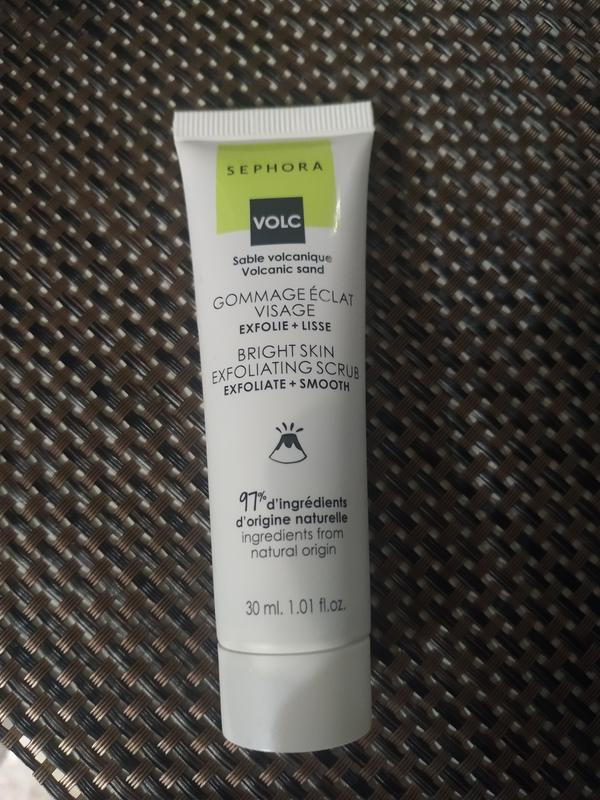 SEPHORA
VOLC
Sable volcanique
Volcanic sand
GOMMAGE ÉCLAT
VISAGE
EXFOLIE + LISSE
BRIGHT SKIN
EXFOLIATING SCRUB
EXFOLIATE + SMOOTH
97% d'ingrédients
d'origine naturelle
ingredients from
natural origin
30 ml. 1.01 fl.oz.